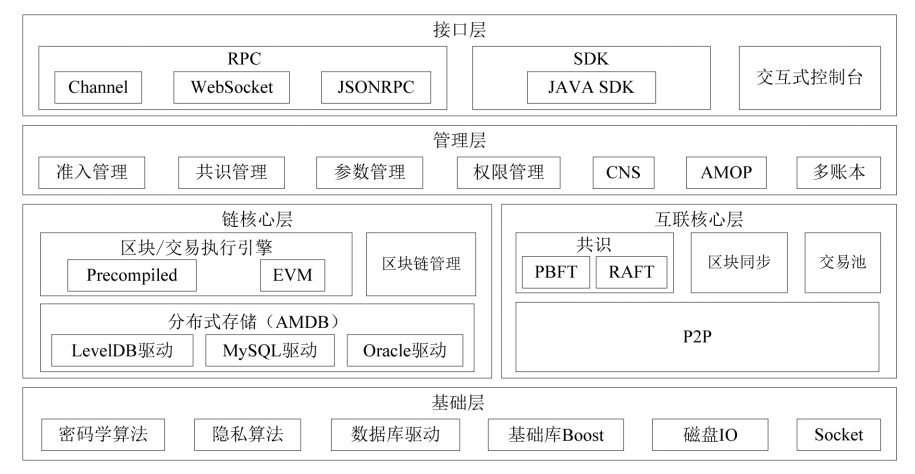 接口层
RPC
Channel WebSocket JSONRPC
SDK
JAVA SDK
交互式控制台
管理层
准入管理 共识管理 参数管理 权限管理 CNS AMOP 多账本
链核心层
区块/交易执行引擎
Precompiled EVM
区块链管理
分布式存储（AMDB）
LevelDB驱动 MySQL驱动 Oracle驱动
互联核心层
共识
PBFT RAFT
区块同步
交易池
P2P
基础层
密码学算法 隐私算法 数据库驱动 基础库Boost 磁盘IO Socket